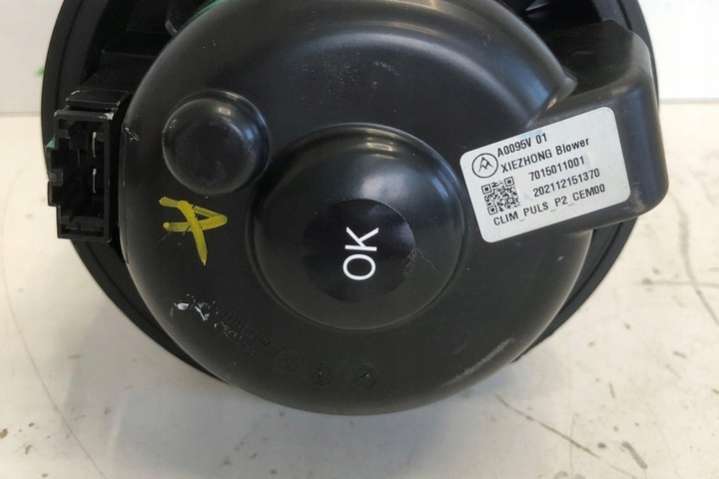 A0095V 01
XIEZHONG Blower
7015011001
202112151370
CLIM_PULS_P2_CEM00
OK